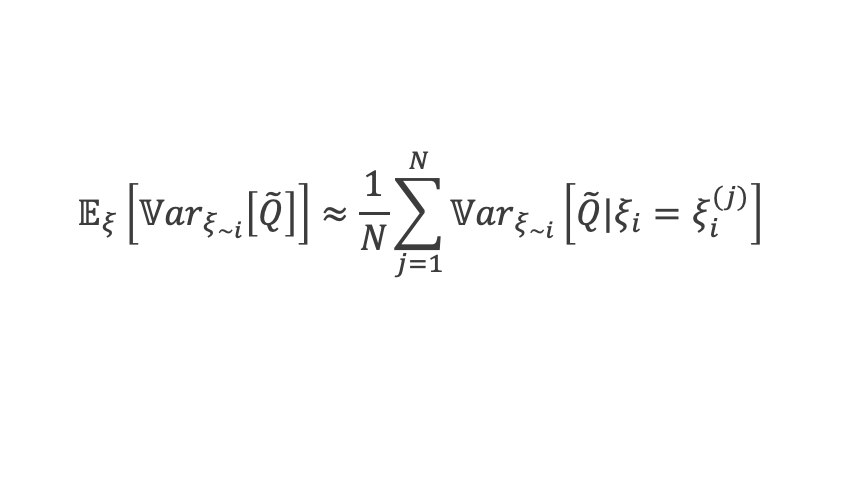 𝔼_ξ [𝕍ar_{ξ_{~i}}[Q̃]] ≈ \frac{1}{N} \sum_{j=1}^{N} 𝕍ar_{ξ_{~i}} [Q̃|ξ_i = ξ_i^{(j)}]